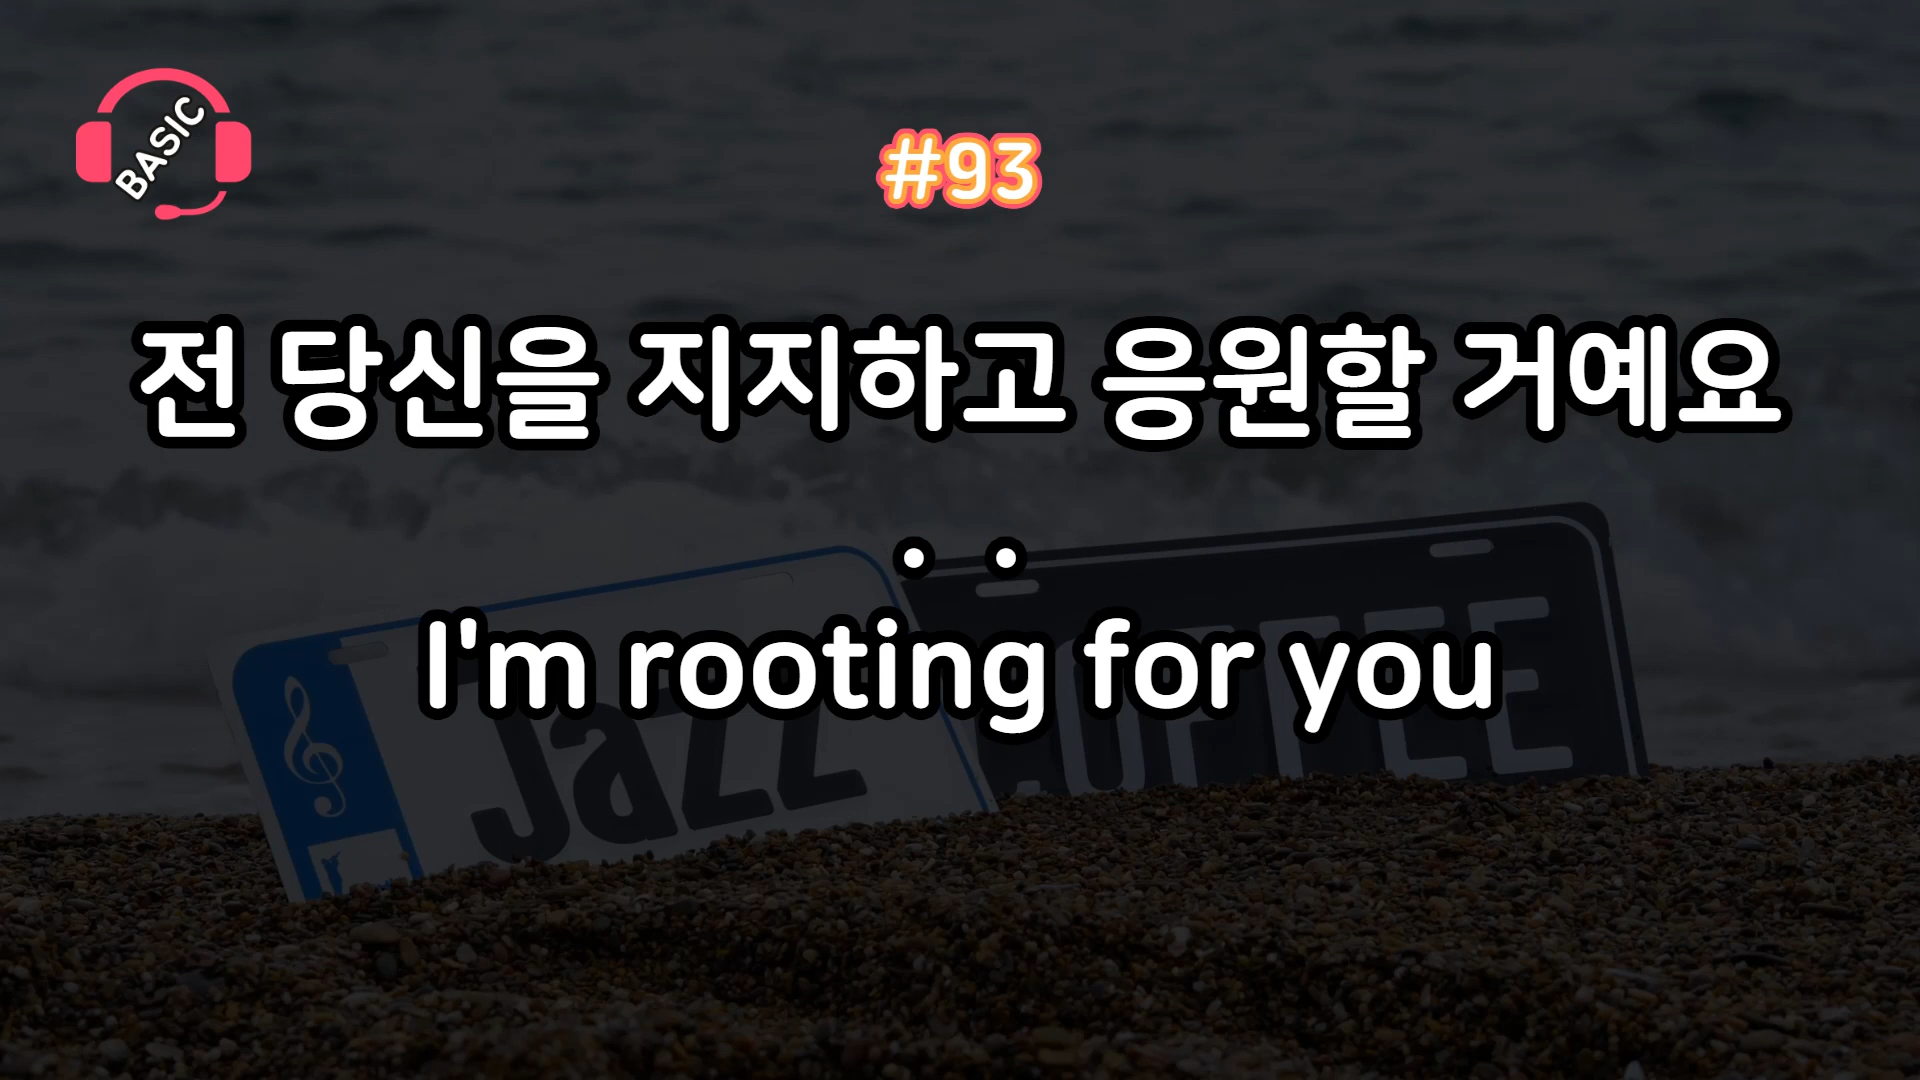 BASIC
#93
전 당신을 지지하고 응원할 거예요
. .
I'm rooting for you
Jazz
COFFEE